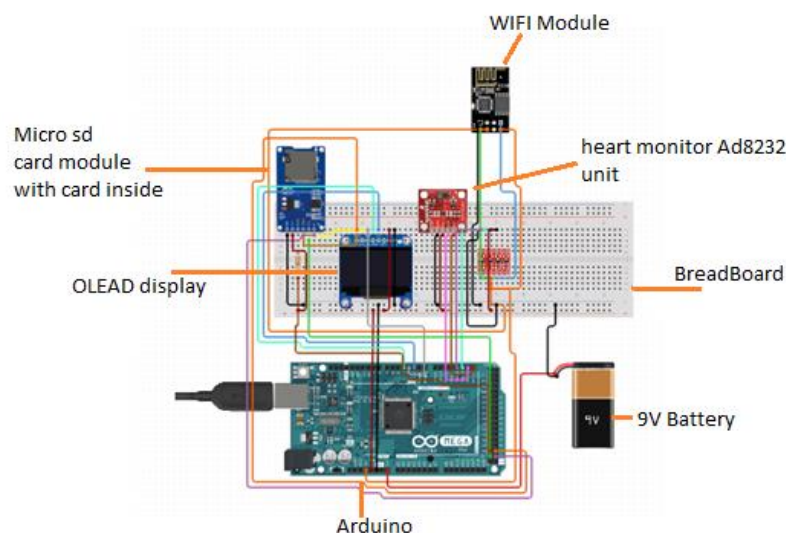 WIFI Module
Micro sd
card module
with card inside
heart monitor Ad8232
unit
OLEAD display
BreadBoard
9V
9V Battery
MEGA
Arduino